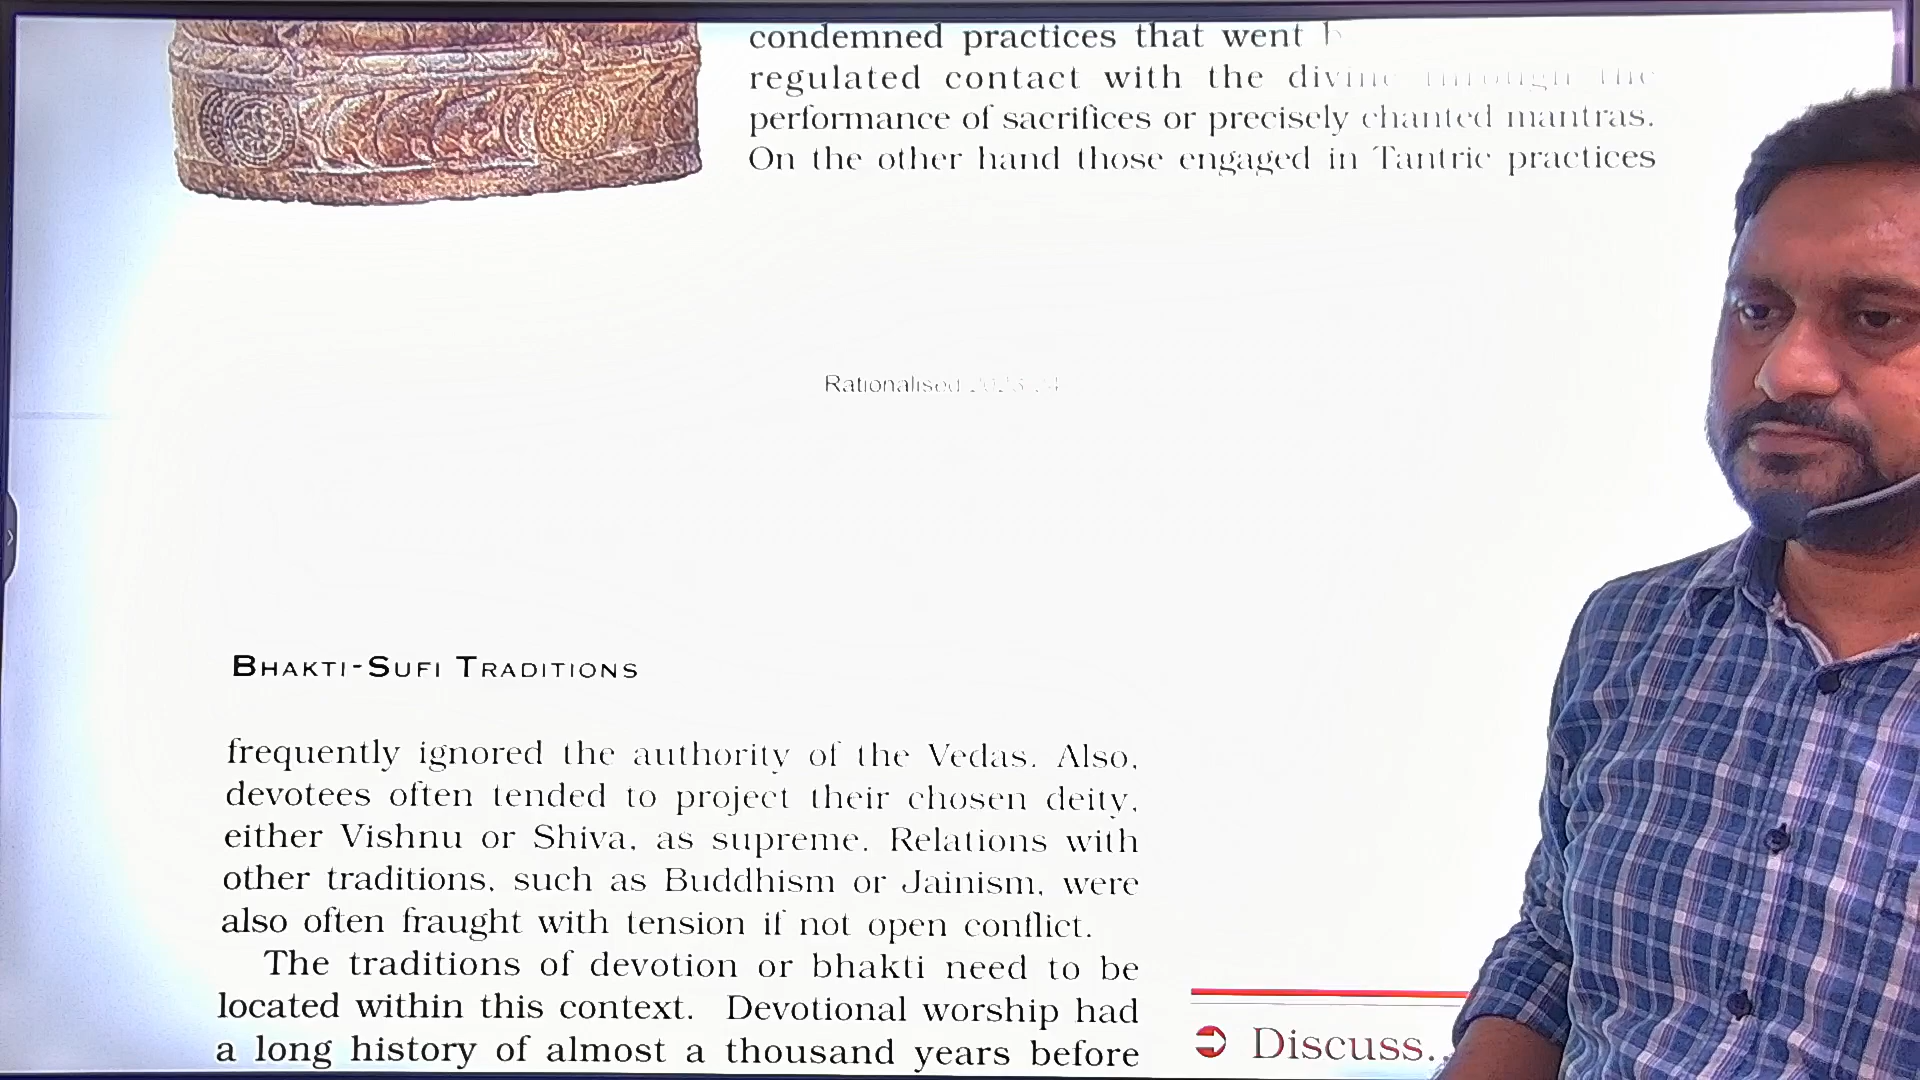 condemned practices that went
regulated contact with the divine through the
performance of sacrifices or precisely chanted mantras.
On the other hand those engaged in Tantric practices
Rationalised 2023-24
BHAKTI-SUFI TRADITIONS
frequently ignored the authority of the Vedas. Also,
devotees often tended to project their chosen deity,
either Vishnu or Shiva, as supreme. Relations with
other traditions, such as Buddhism or Jainism, were
also often fraught with tension if not open conflict.
The traditions of devotion or bhakti need to be
located within this context. Devotional worship had
a long history of almost a thousand years before
Discuss..